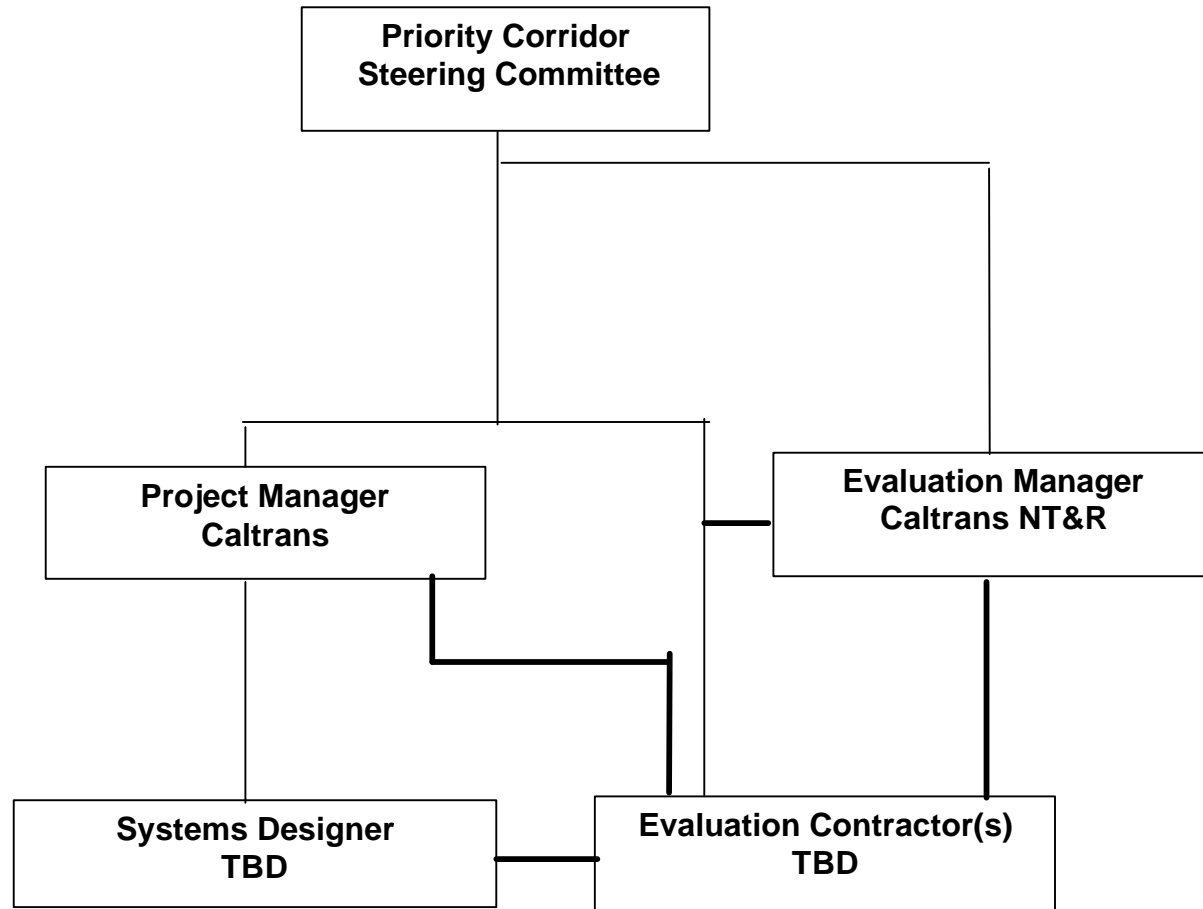 Priority Corridor
Steering Committee
Project Manager
Caltrans
Evaluation Manager
Caltrans NT&R
Systems Designer
TBD
Evaluation Contractor(s)
TBD